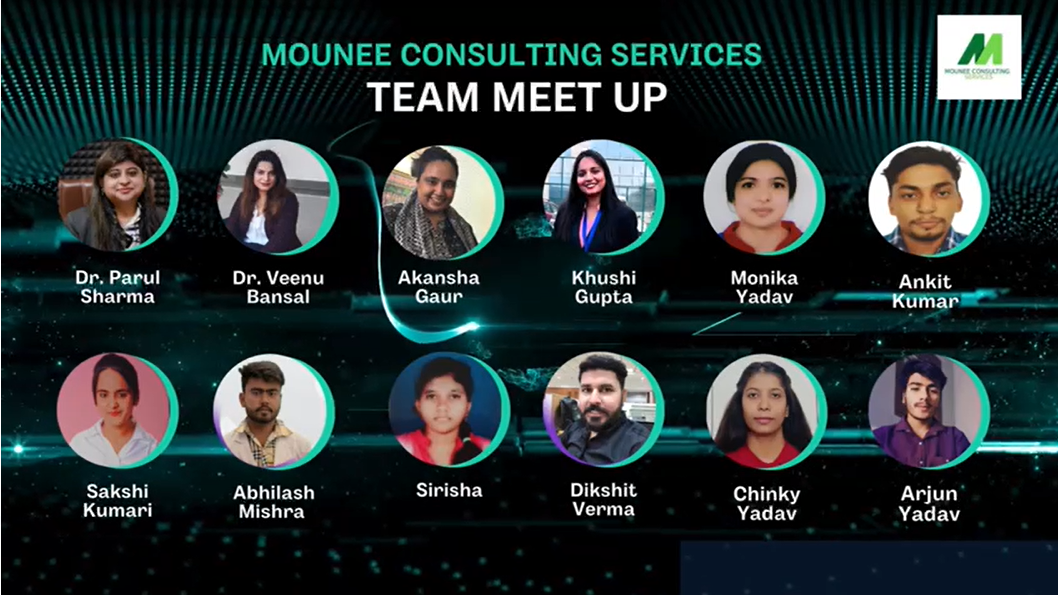 MOUNEE CONSULTING SERVICES
TEAM MEET UP
MOUNEE CONSULTING
SERVICES
Dr. Parul
Sharma
Dr. Veenu
Bansal
Akansha
Gaur
Khushi
Gupta
Monika
Yadav
Ankit
Kumar
Sakshi
Kumari
Abhilash
Mishra
Sirisha
Dikshit
Verma
Chinky
Yadav
Arjun
Yadav